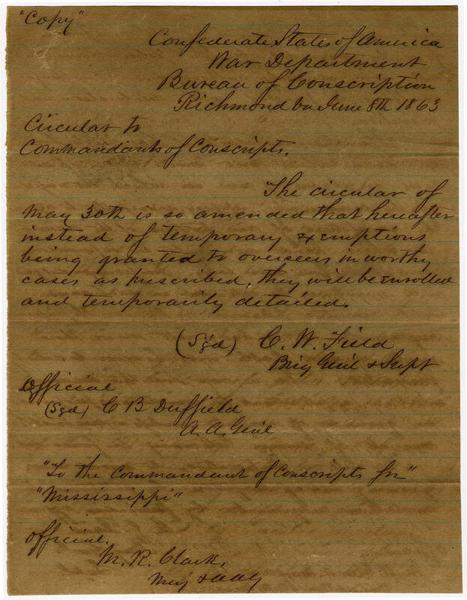 "Copy"
Confederate States of America
War Department
Bureau of Conscription
Richmond Va June 8th 1863
Circular to
Commandants of Conscripts.
The circular of
May 30th is so amended that hereafter
instead of temporary exemptions
being granted to overseers in worthy
cases as prescribed, they will be enrolled
and temporarily detailed.
(Sgd) C. W. Field
Brig Genl & Supt
Official
(Sgd) C B Duffield
A. A. Genl
"To the Commandant of Conscripts for"
"Mississippi"
Official.
M. R. Clark,
Maj & AAG